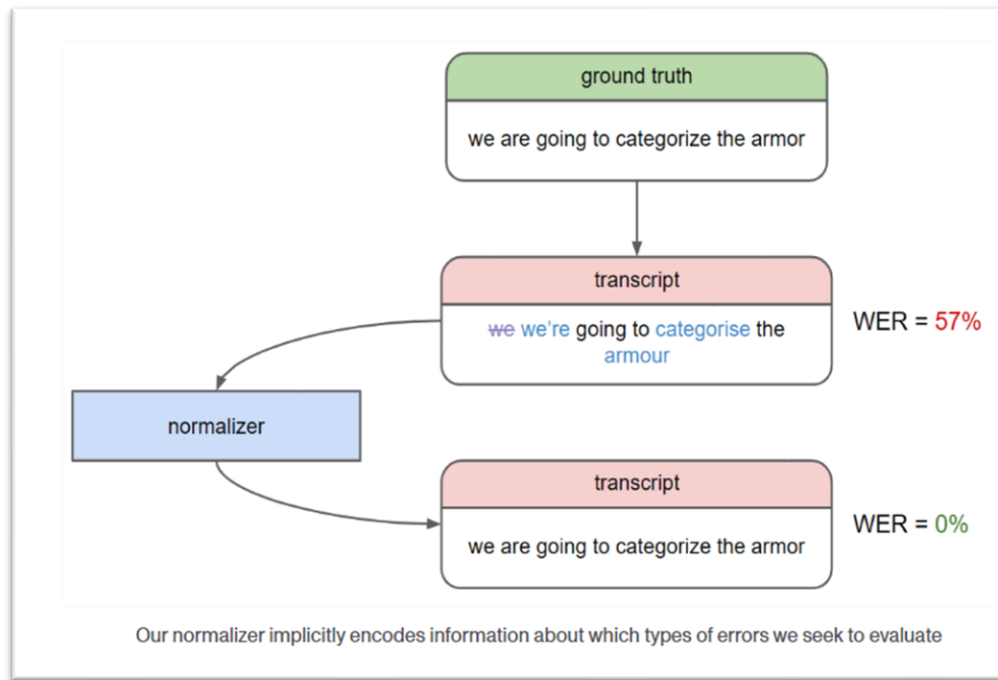 ground truth
we are going to categorize the armor
transcript
we we’re going to categorise the
armour
WER = 57%
normalizer
transcript
we are going to categorize the armor
WER = 0%
Our normalizer implicitly encodes information about which types of errors we seek to evaluate